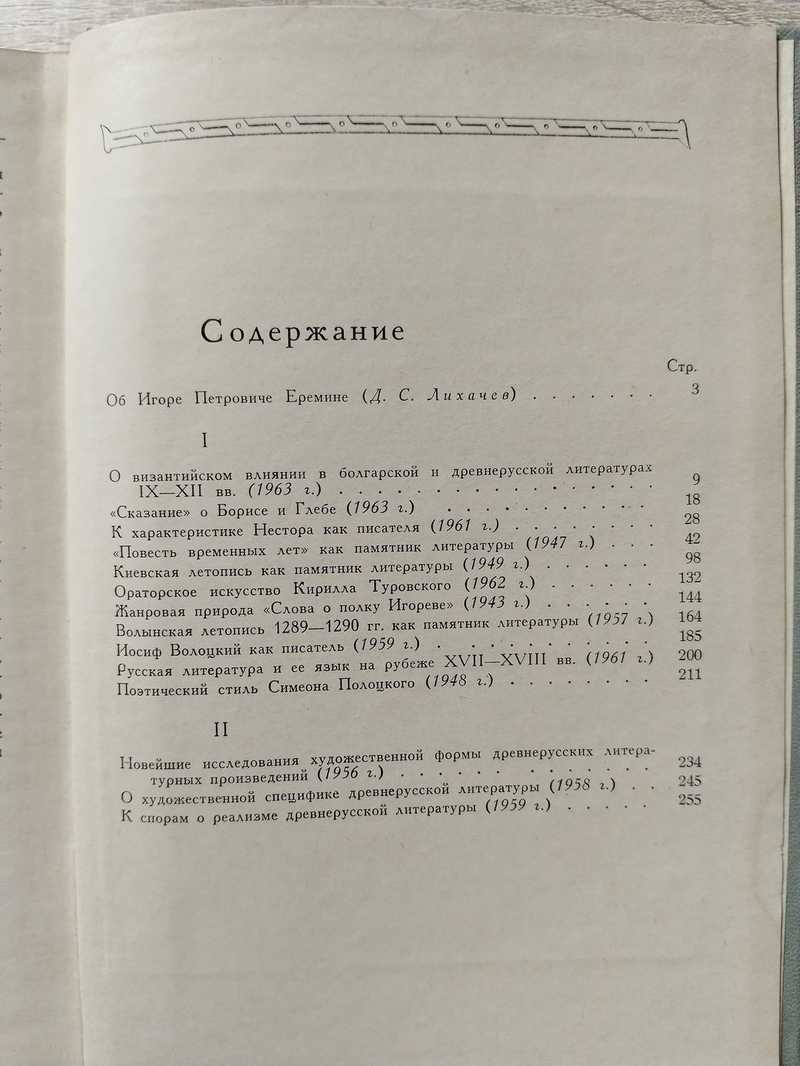 Содержание
Стр.
Об Игоре Петровиче Еремине (Д. С. Лихачев) . . . . . . . 3
I
О византийском влиянии в болгарской и древнерусской литературах
IX—XII вв. (1963 г.) . . . . . . . . . . . . . . . . . 9
«Сказание» о Борисе и Глебе (1963 г.) . . . . . . . . . . 18
К характеристике Нестора как писателя (1961 г.) . . . . . . . . 28
«Повесть временных лет» как памятник литературы (1947 г.) . . . 42
Киевская летопись как памятник литературы (1949 г.) . . . . . . 98
Ораторское искусство Кирилла Туровского (1962 г.) . . . . . . 132
Жанровая природа «Слова о полку Игореве» (1943 г.) . . . . . . 144
Волынская летопись 1289—1290 гг. как памятник литературы (1957 г.) 164
Иосиф Волоцкий как писатель (1959 г.) . . . . . . . . . . 185
Русская литература и ее язык на рубеже XVII—XVIII вв. (1961 г.) 200
Поэтический стиль Симеона Полоцкого (1948 г.) . . . . . . . . 211
II
Новейшие исследования художественной формы древнерусских литера-
турных произведений (1956 г.) . . . . . . . . . . . . . 234
О художественной специфике древнерусской литературы (1958 г.) . . 245
К спорам о реализме древнерусской литературы (1959 г.) . . . . . 255